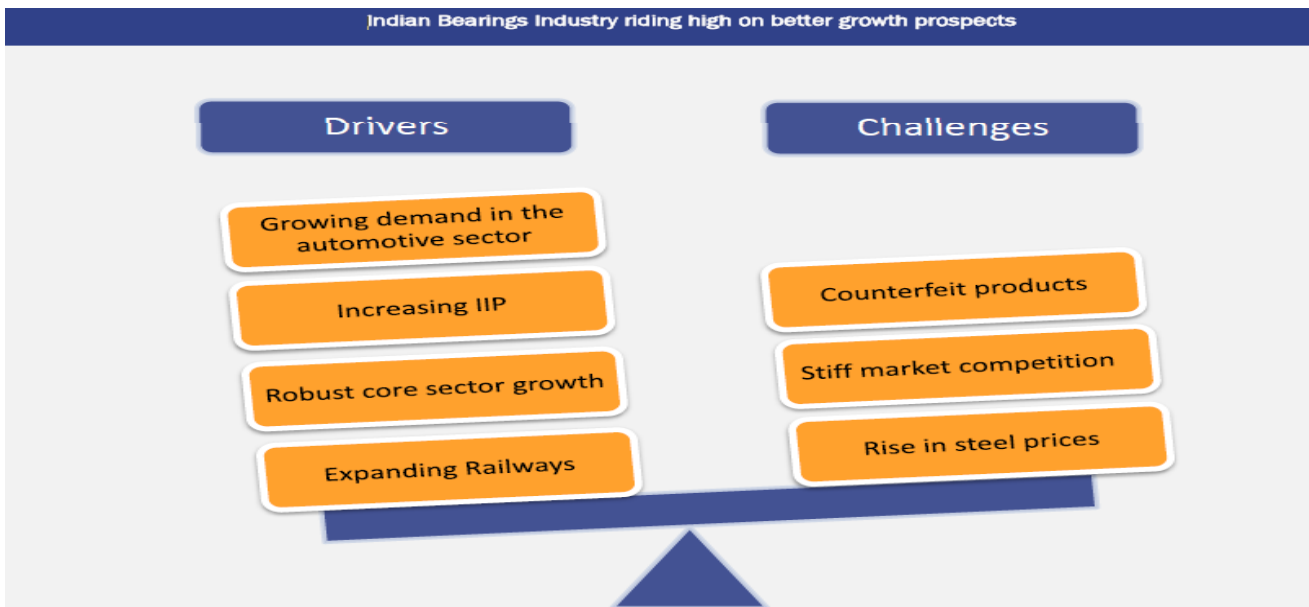 Indian Bearings Industry riding high on better growth prospects
Drivers
Growing demand in the
automotive sector
Increasing IIP
Robust core sector growth
Expanding Railways
Challenges
Counterfeit products
Stiff market competition
Rise in steel prices